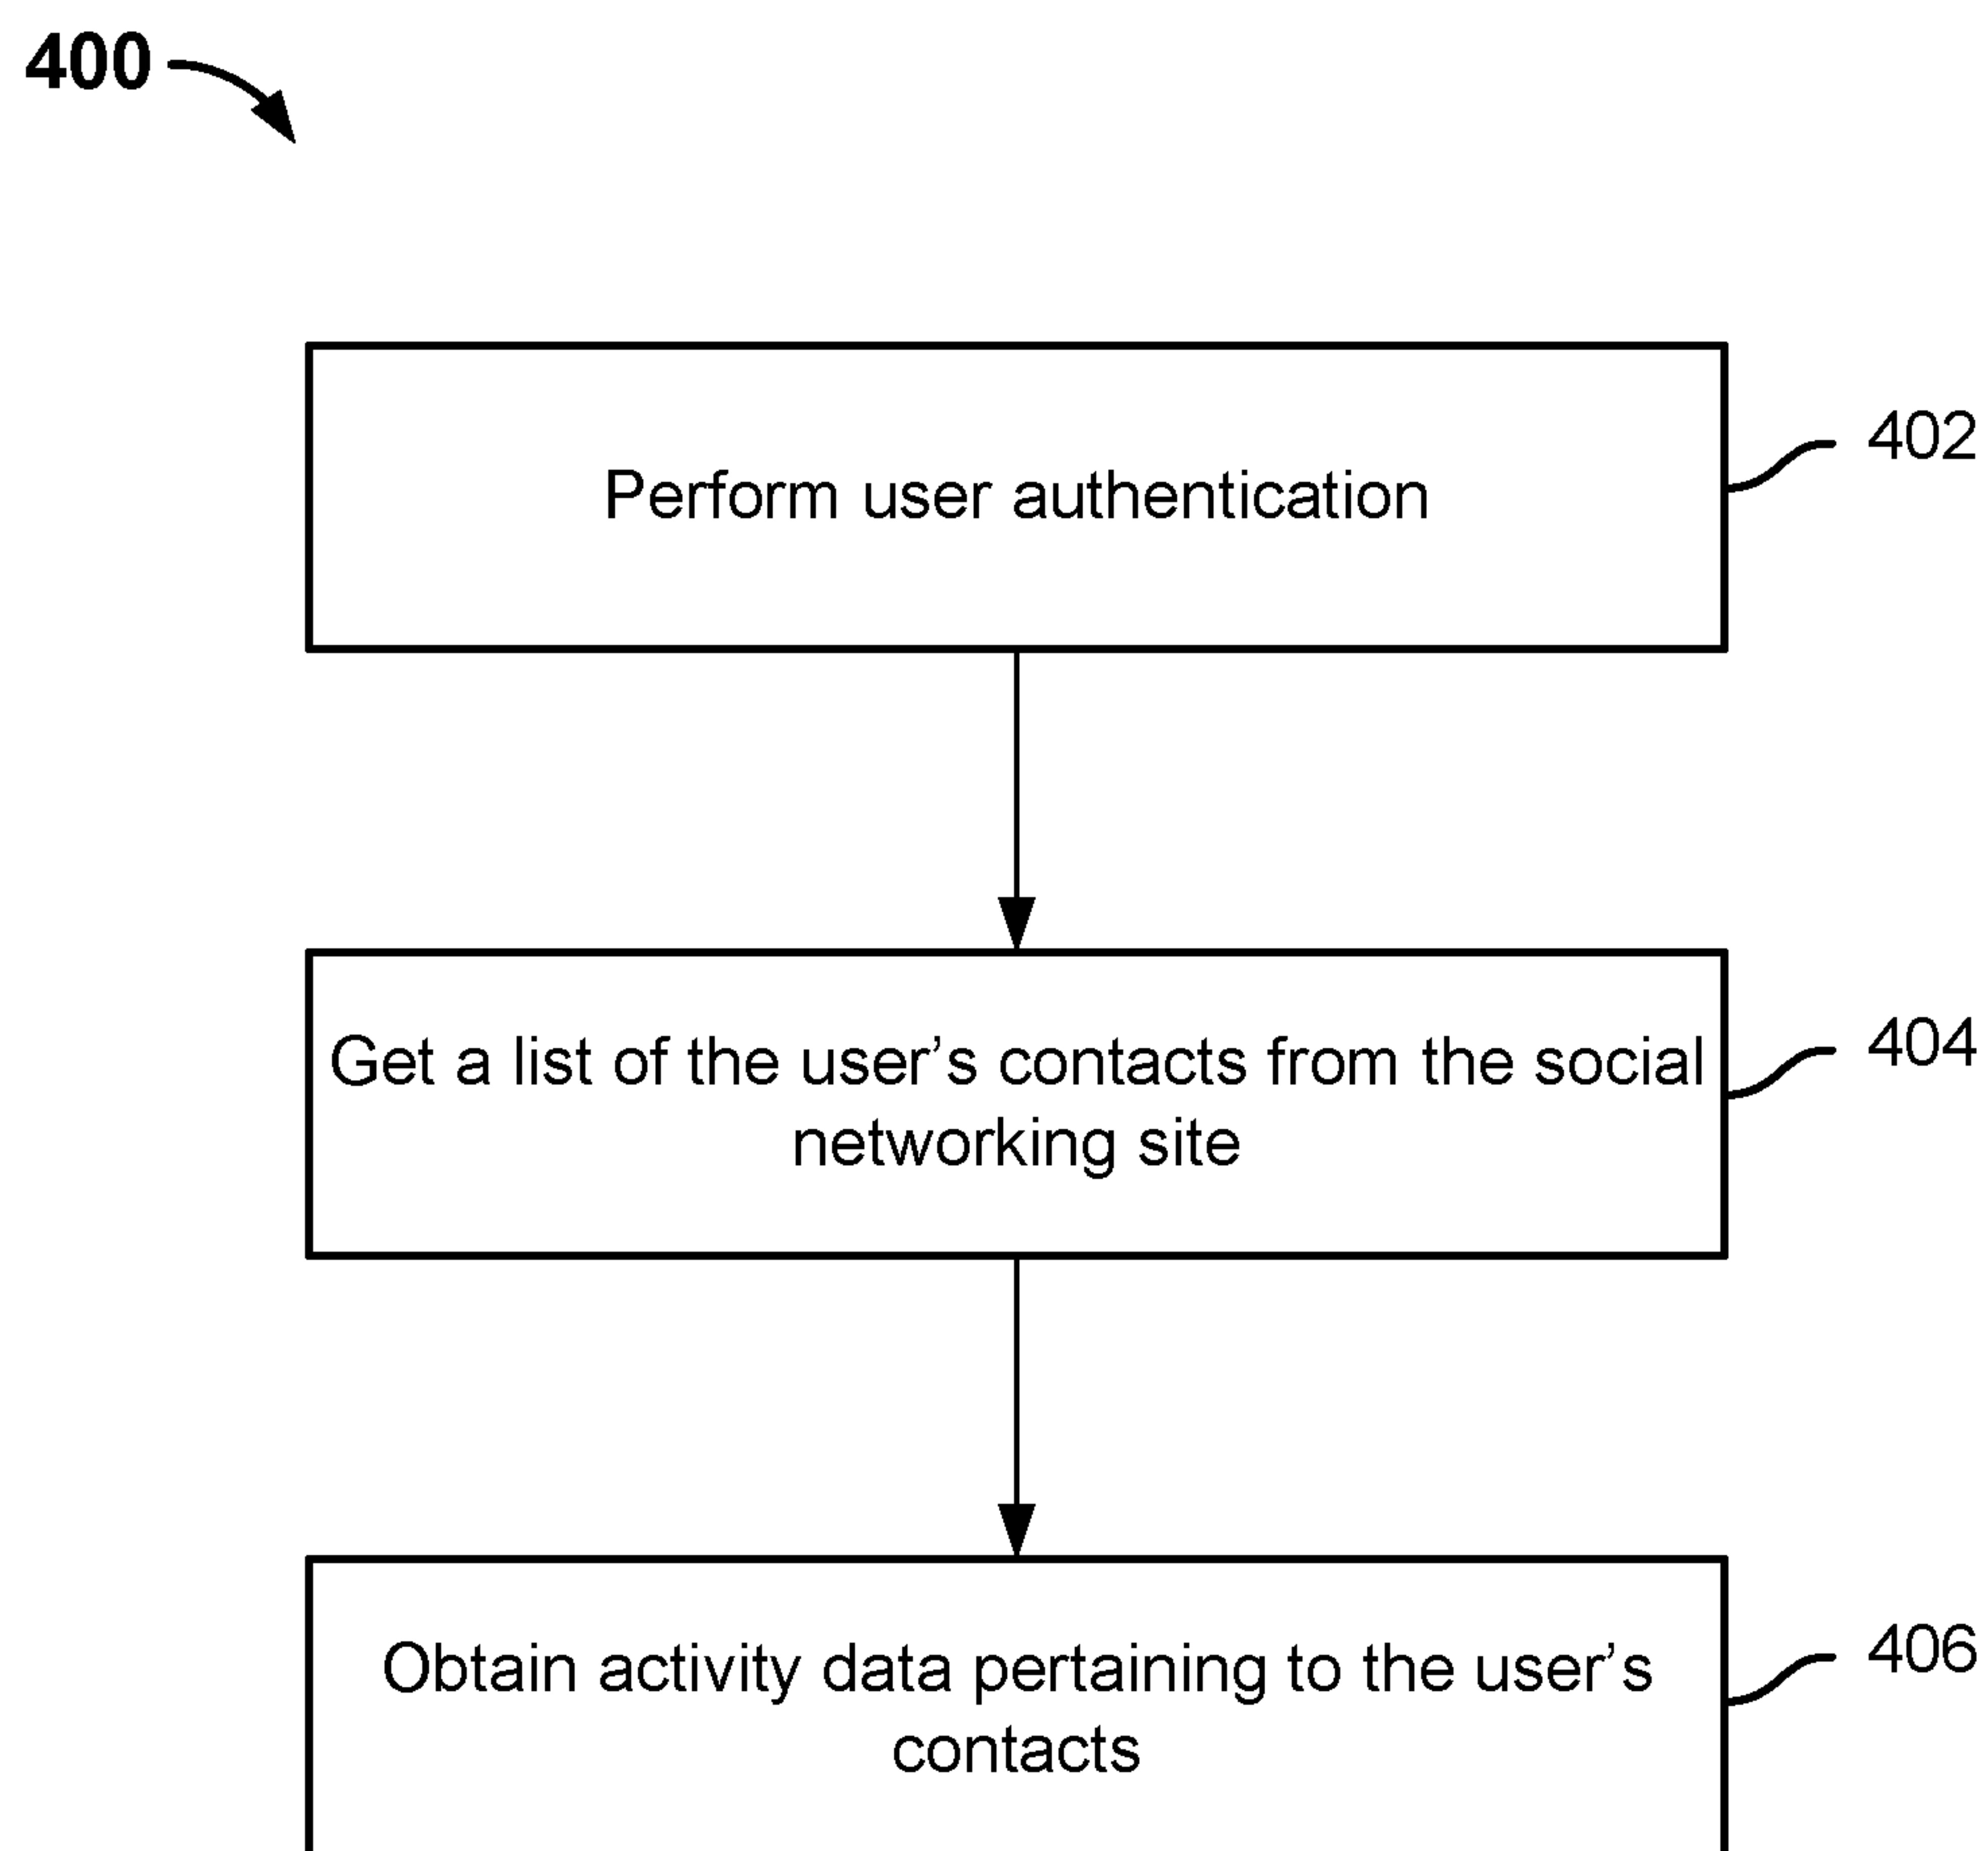 400
Perform user authentication
402
Get a list of the user’s contacts from the social
networking site
404
Obtain activity data pertaining to the user’s
contacts
406